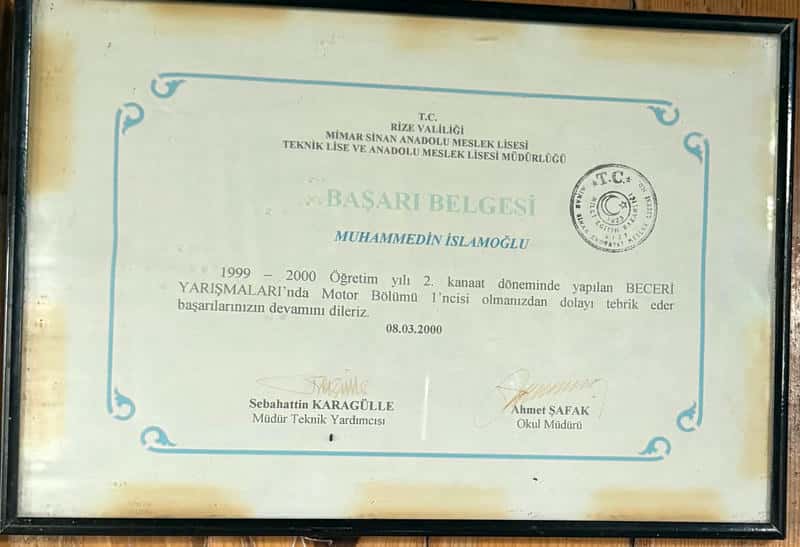 T.C.
RİZE VALİLİĞİ
MİMAR SİNAN ANADOLU MESLEK LİSESİ
TEKNİK LİSE VE ANADOLU MESLEK LİSESİ MÜDÜRLÜĞÜ
T.C.
BAŞARI BELGESİ
MUHAMMEDİN İSLAMOĞLU
1999 – 2000 Öğretim yılı 2. kanaat döneminde yapılan BECERİ
YARIŞMALARI'nda Motor Bölümü 1'ncisi olmanızdan dolayı tebrik eder
başarılarınızın devamını dileriz.
08.03.2000
Sebahattin KARAGÜLLE
Müdür Teknik Yardımcısı
Ahmet ŞAFAK
Okul Müdürü